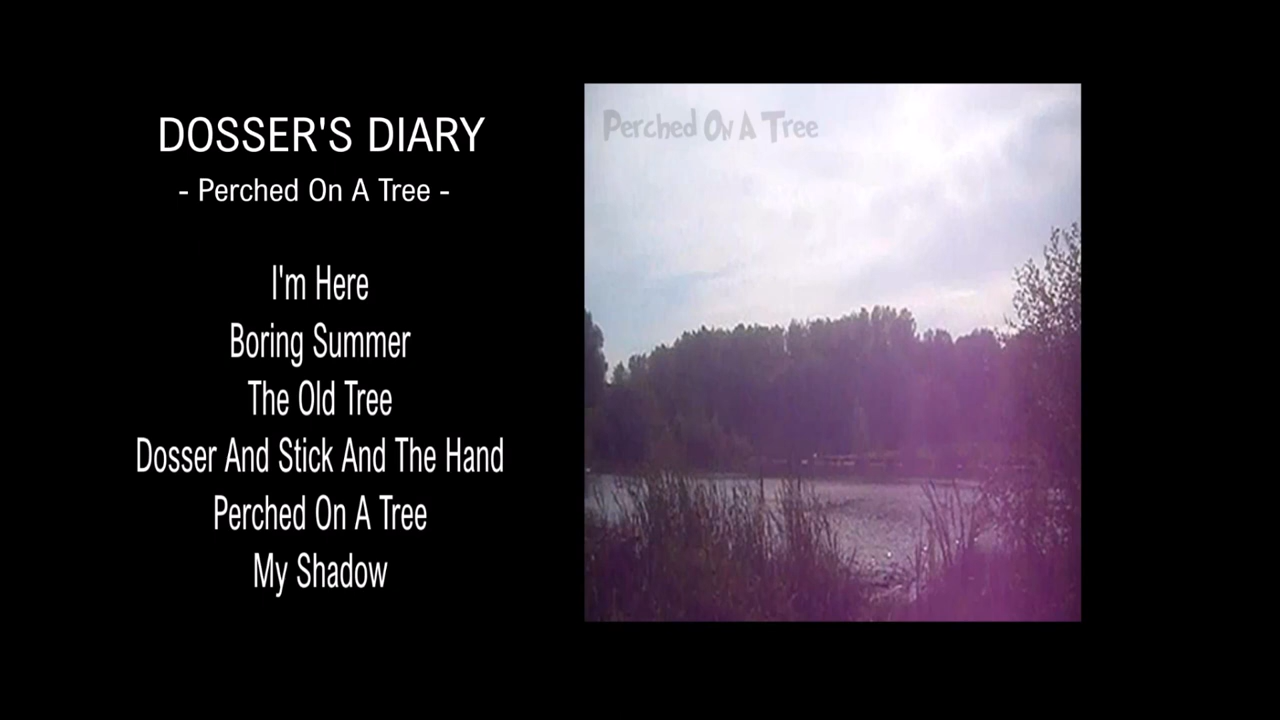 DOSSER'S DIARY
- Perched On A Tree -
I'm Here
Boring Summer
The Old Tree
Dosser And Stick And The Hand
Perched On A Tree
My Shadow
Perched On A Tree